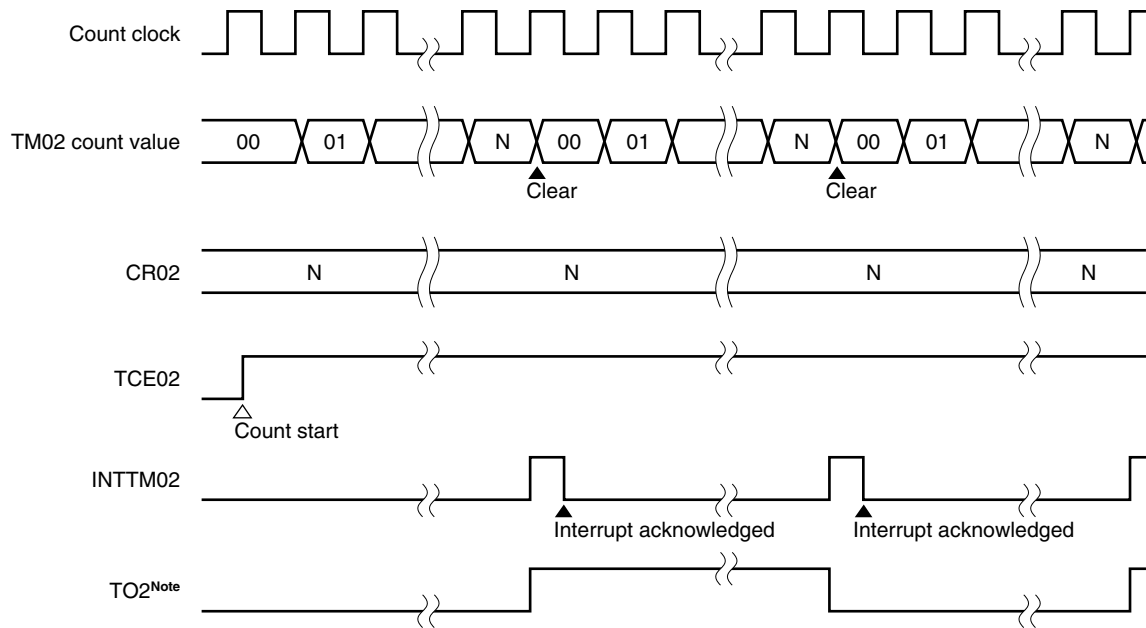 Count clock
TM02 count value 00 01 N 00 01 N 00 01 N
Clear Clear
CR02 N N N N
TCE02
Count start
INTTM02
Interrupt acknowledged Interrupt acknowledged
TO2Note